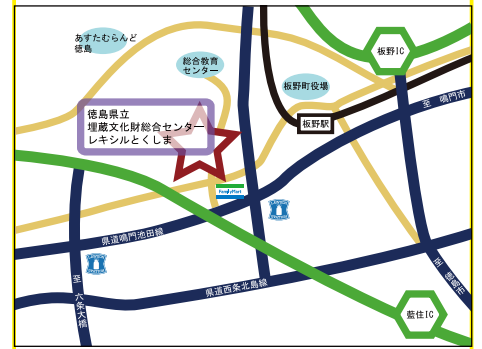 あすたむらんど
徳島
総合教育
センター
板野IC
板野町役場
徳島県立
埋蔵文化財総合センター
レキシルとくしま
板野駅
至 鳴門市
FamilyMart
県道鳴門池田線
LAWSON
LAWSON
県道西条北島線
至 六条大橋
至 徳島市
藍住IC